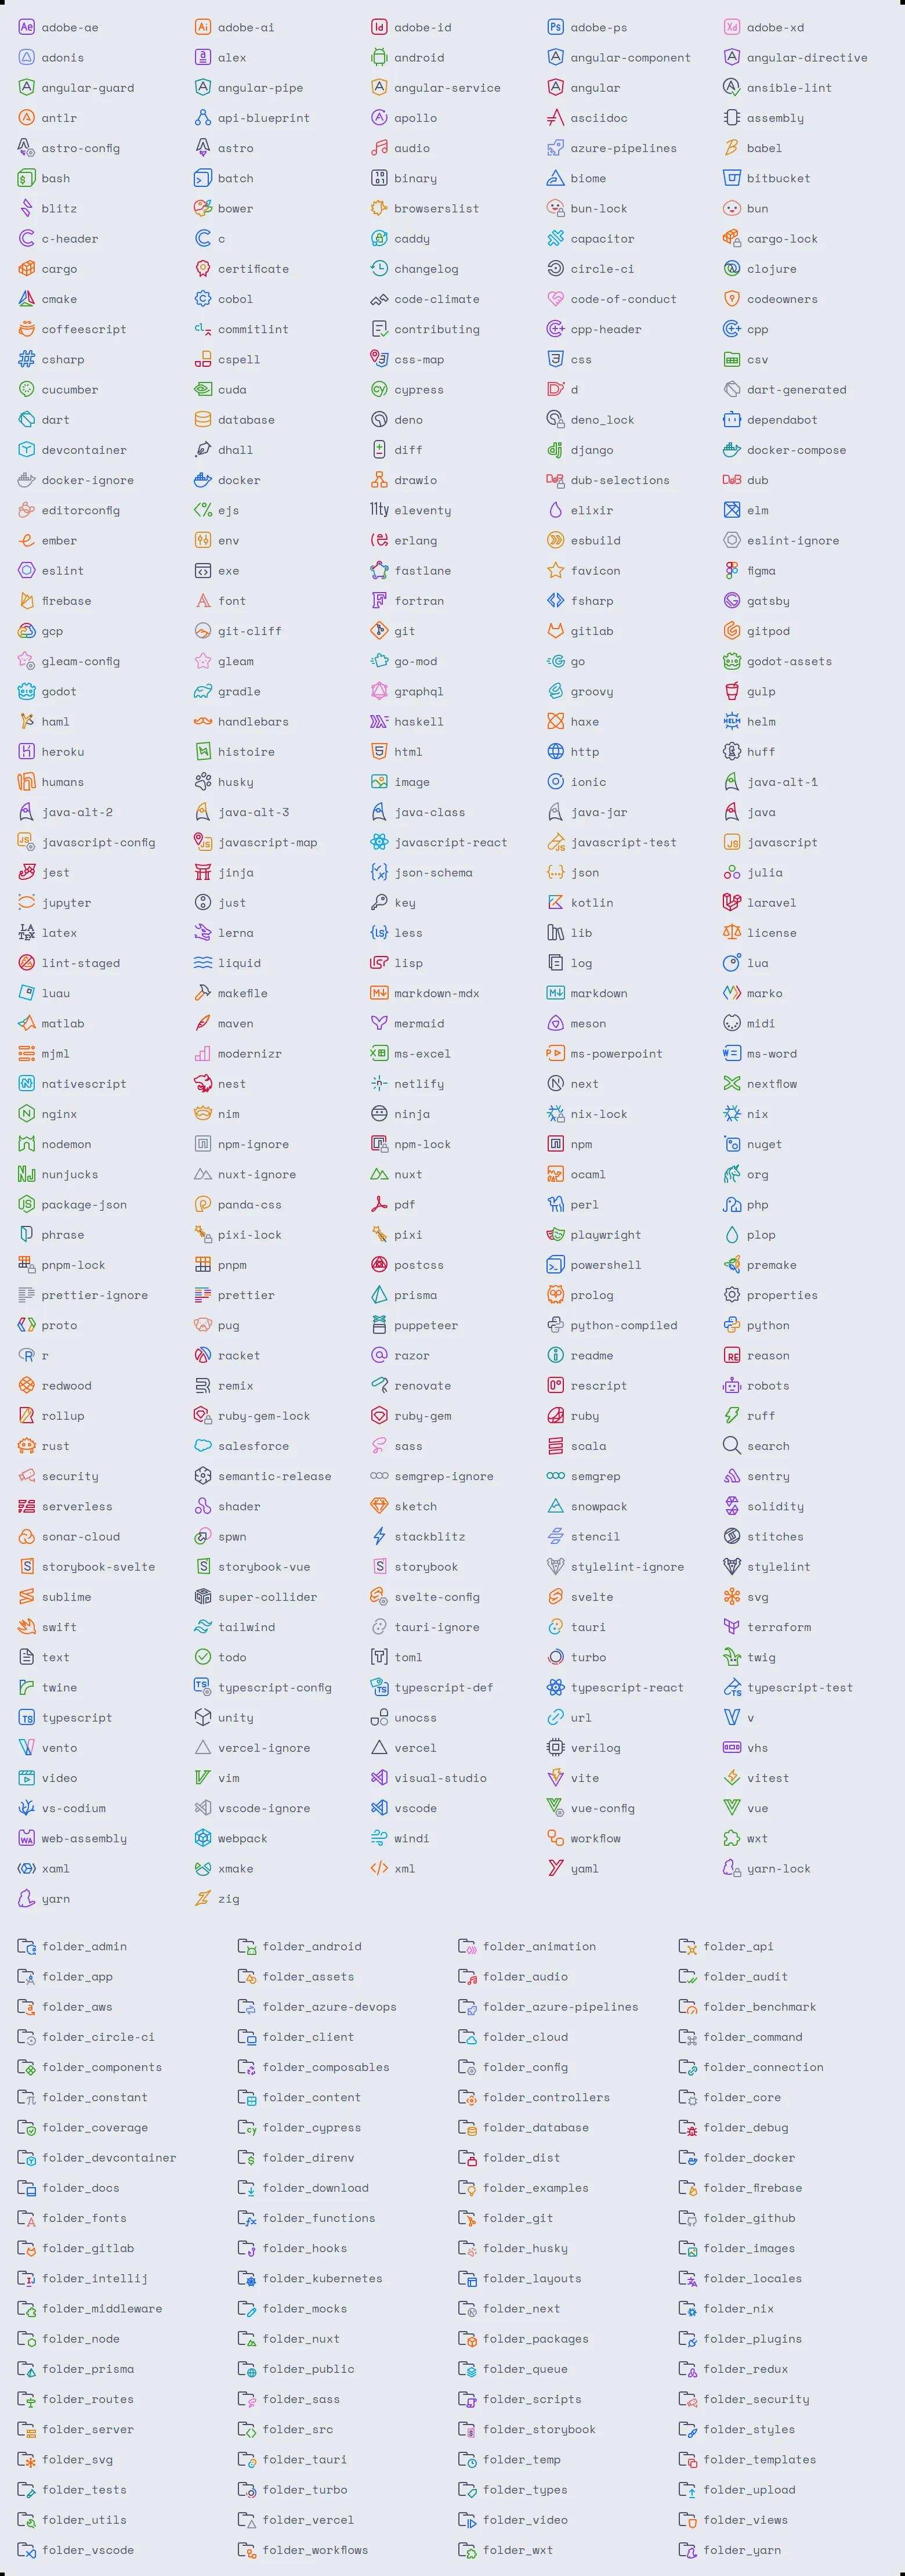 adobe-ae adobe-ai adobe-id adobe-ps adobe-xd
adonis alex android angular-component angular-directive
angular-guard angular-pipe angular-service angular ansible-lint
antlr api-blueprint apollo asciidoc assembly
astro-config astro audio azure-pipelines babel
bash batch binary biome bitbucket
blitz bower browserslist bun-lock bun
c-header c caddy capacitor cargo-lock
cargo certificate changelog circle-ci clojure
cmake cobol code-climate code-of-conduct codeowners
coffeescript commitlint contributing cpp-header cpp
csharp cspell css-map css csv
cucumber cuda cypress d dart-generated
dart database deno deno_lock dependabot
devcontainer dhall diff django docker-compose
docker-ignore docker drawio dub-selections dub
editorconfig ejs eleventy elixir elm
ember env erlang esbuild eslint-ignore
eslint exe fastlane favicon figma
firebase font fortran fsharp gatsby
gcp git-cliff git gitlab gitpod
gleam-config gleam go-mod go godot-assets
godot gradle graphql groovy gulp
haml handlebars haskell haxe helm
heroku histoire html http huff
humans husky image ionic java-alt-1
java-alt-2 java-alt-3 java-class java-jar java
javascript-config javascript-map javascript-react javascript-test javascript
jest jinja json-schema json julia
jupyter just key kotlin laravel
latex lerna less lib license
lint-staged liquid lisp log lua
luau makefile markdown-mdx markdown marko
matlab maven mermaid meson midi
mjml modernizr ms-excel ms-powerpoint ms-word
nativescript nest netlify next nextflow
nginx nim ninja nix-lock nix
nodemon npm-ignore npm-lock npm nuget
nunjucks nuxt-ignore nuxt ocaml org
package-json panda-css pdf perl php
phrase pixi-lock pixi playwright plop
pnpm-lock pnpm postcss powershell premake
prettier-ignore prettier prisma prolog properties
proto pug puppeteer python-compiled python
r racket razor readme reason
redwood remix renovate rescript robots
rollup ruby-gem-lock ruby-gem ruby ruff
rust salesforce sass scala search
security semantic-release semgrep-ignore semgrep sentry
serverless shader sketch snowpack solidity
sonar-cloud spwn stackblitz stencil stitches
storybook-svelte storybook-vue storybook stylelint-ignore stylelint
sublime super-collider svelte-config svelte svg
swift tailwind tauri-ignore tauri terraform
text todo toml turbo twig
twine typescript-config typescript-def typescript-react typescript-test
typescript unity unocss url v
vento vercel-ignore vercel verilog vhs
video vim visual-studio vite vitest
vs-codium vscode-ignore vscode vue-config vue
web-assembly webpack windi workflow wxt
xaml xmake xml yaml yarn-lock
yarn zig
folder_admin folder_android folder_animation folder_api
folder_app folder_assets folder_audio folder_audit
folder_aws folder_azure-devops folder_azure-pipelines folder_benchmark
folder_circle-ci folder_client folder_cloud folder_command
folder_components folder_composables folder_config folder_connection
folder_constant folder_content folder_controllers folder_core
folder_coverage folder_cypress folder_database folder_debug
folder_devcontainer folder_direnv folder_dist folder_docker
folder_docs folder_download folder_examples folder_firebase
folder_fonts folder_functions folder_git folder_github
folder_gitlab folder_hooks folder_husky folder_images
folder_intellij folder_kubernetes folder_layouts folder_locales
folder_middleware folder_mocks folder_next folder_nix
folder_node folder_nuxt folder_packages folder_plugins
folder_prisma folder_public folder_queue folder_redux
folder_routes folder_sass folder_scripts folder_security
folder_server folder_src folder_storybook folder_styles
folder_svg folder_tauri folder_temp folder_templates
folder_tests folder_turbo folder_types folder_upload
folder_utils folder_vercel folder_video folder_views
folder_vscode folder_workflows folder_wxt folder_yarn